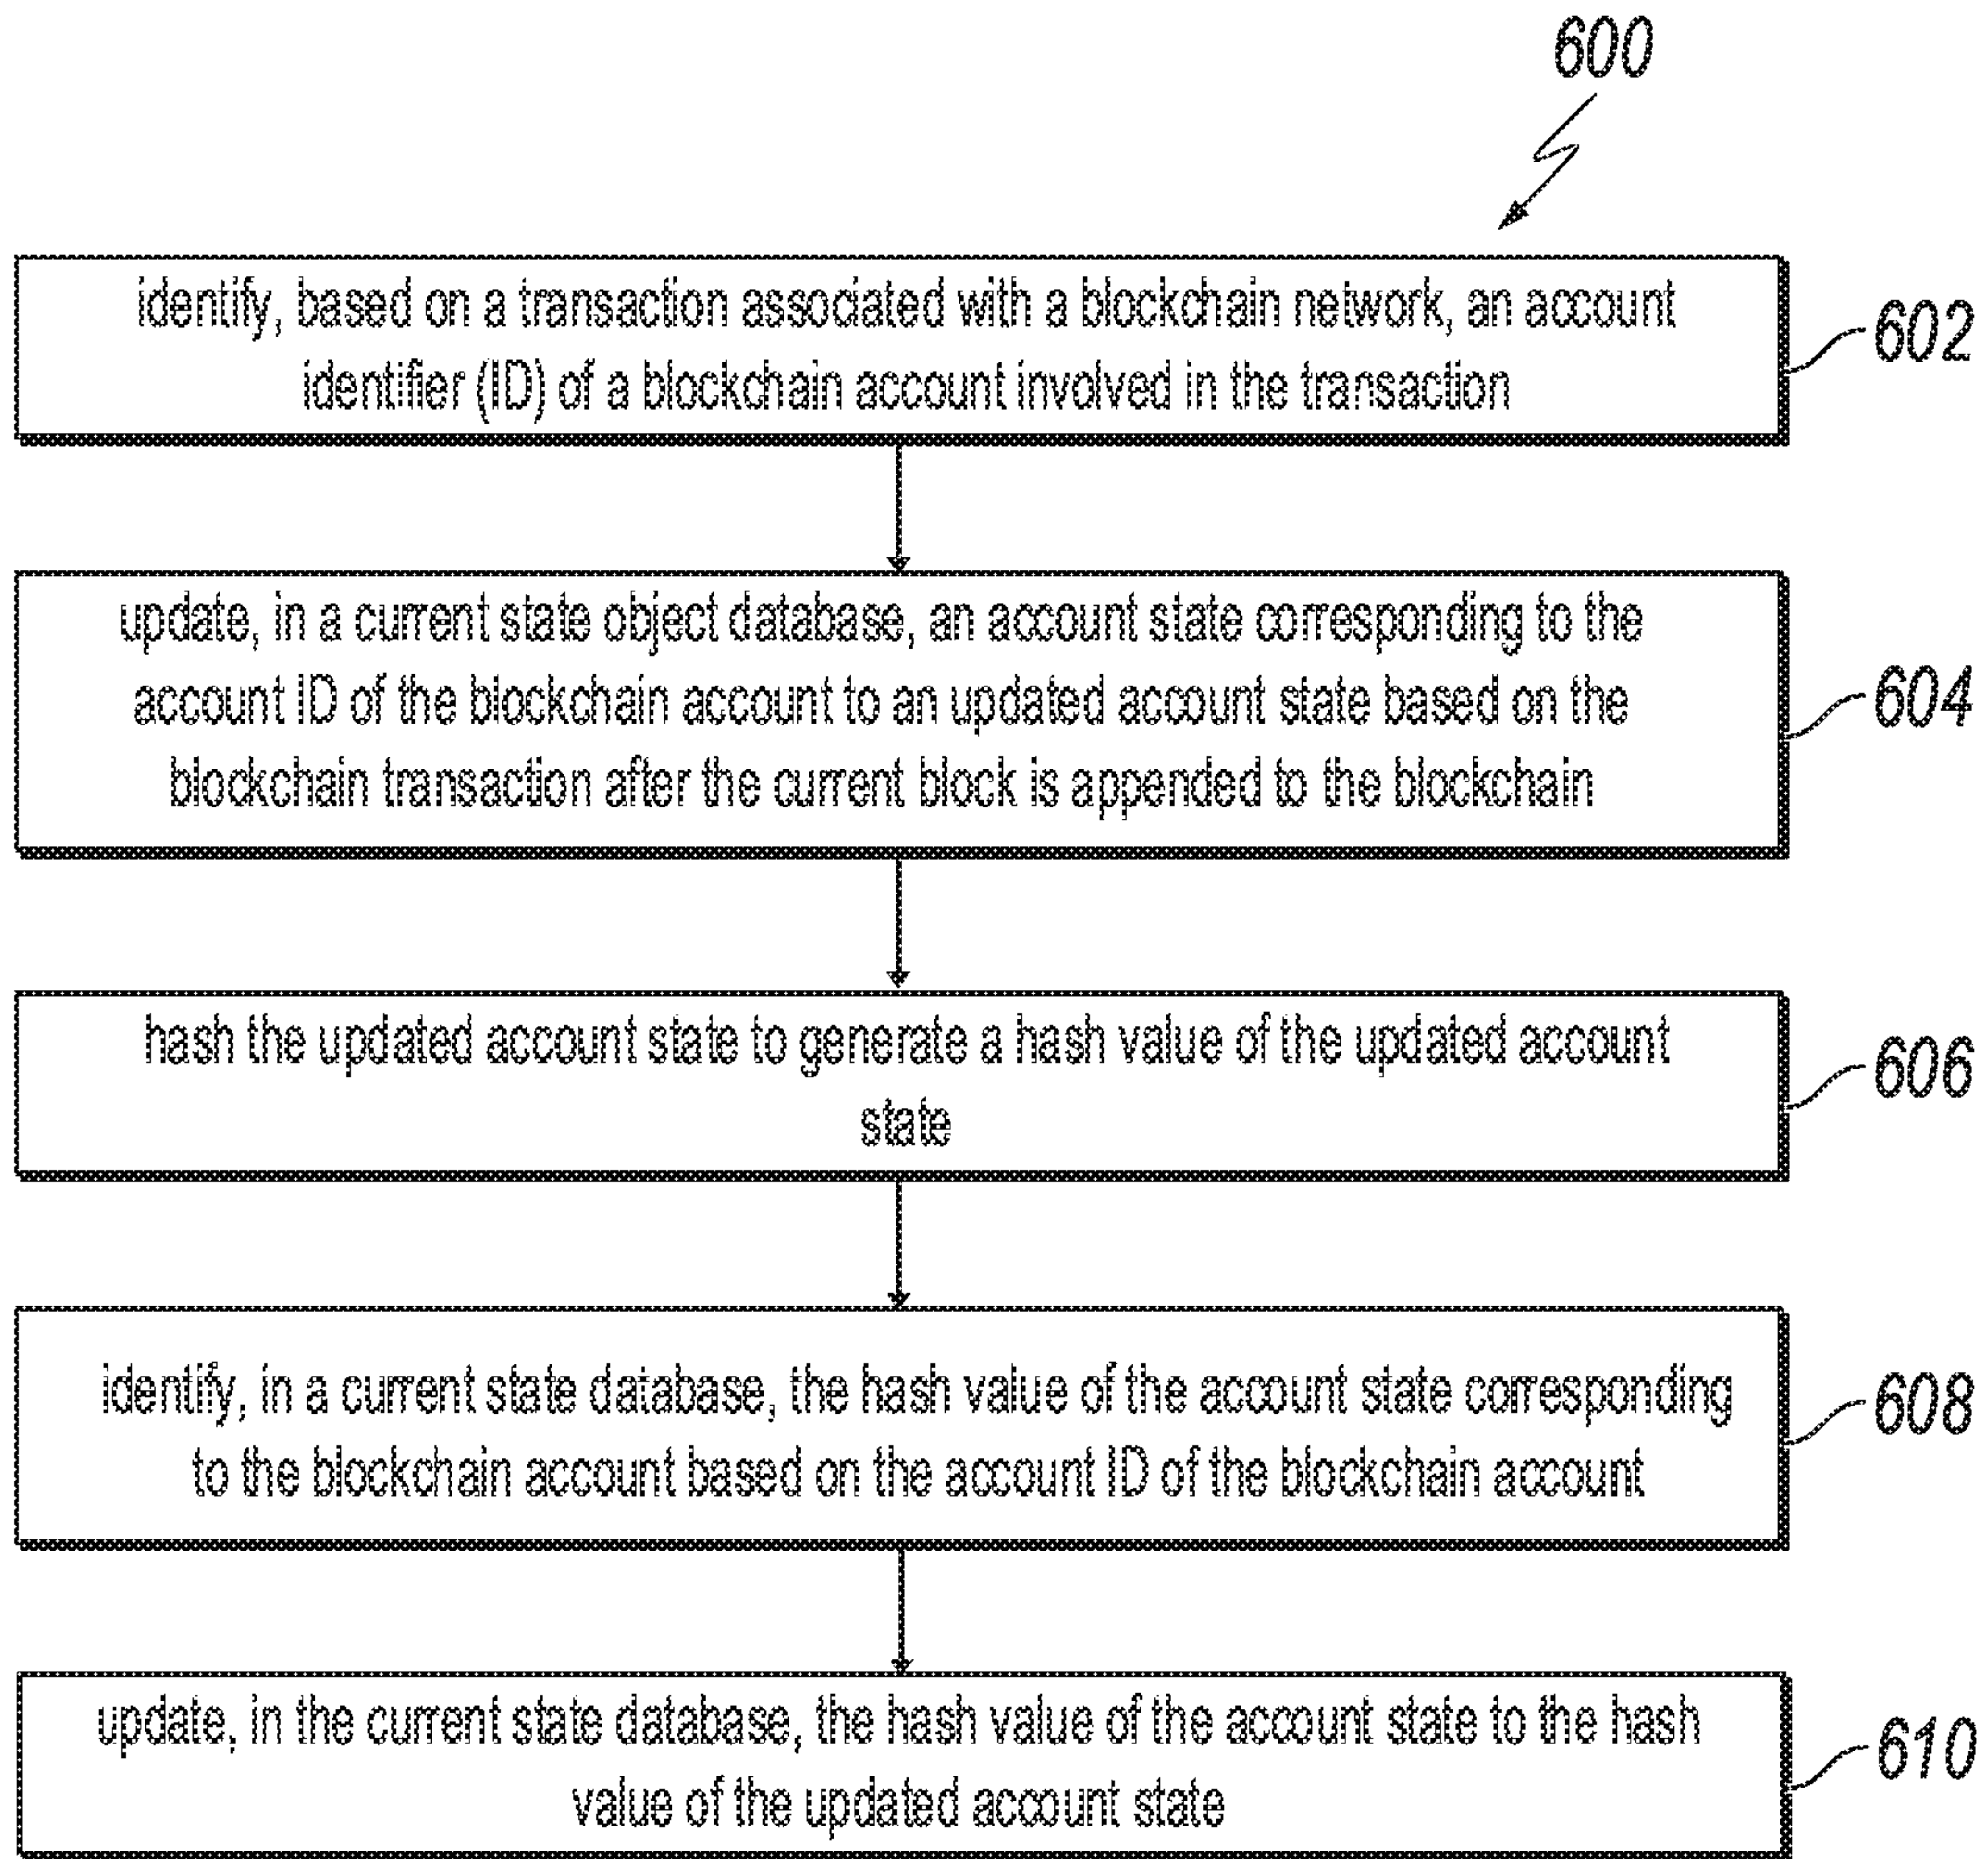 600
identify, based on a transaction associated with a blockchain network, an account
identifier (ID) of a blockchain account involved in the transaction
602
update, in a current state object database, an account state corresponding to the
account ID of the blockchain account to an updated account state based on the
blockchain transaction after the current block is appended to the blockchain
604
hash the updated account state to generate a hash value of the updated account
state
606
identify, in a current state database, the hash value of the account state corresponding
to the blockchain account based on the account ID of the blockchain account
608
update, in the current state database, the hash value of the account state to the hash
value of the updated account state
610